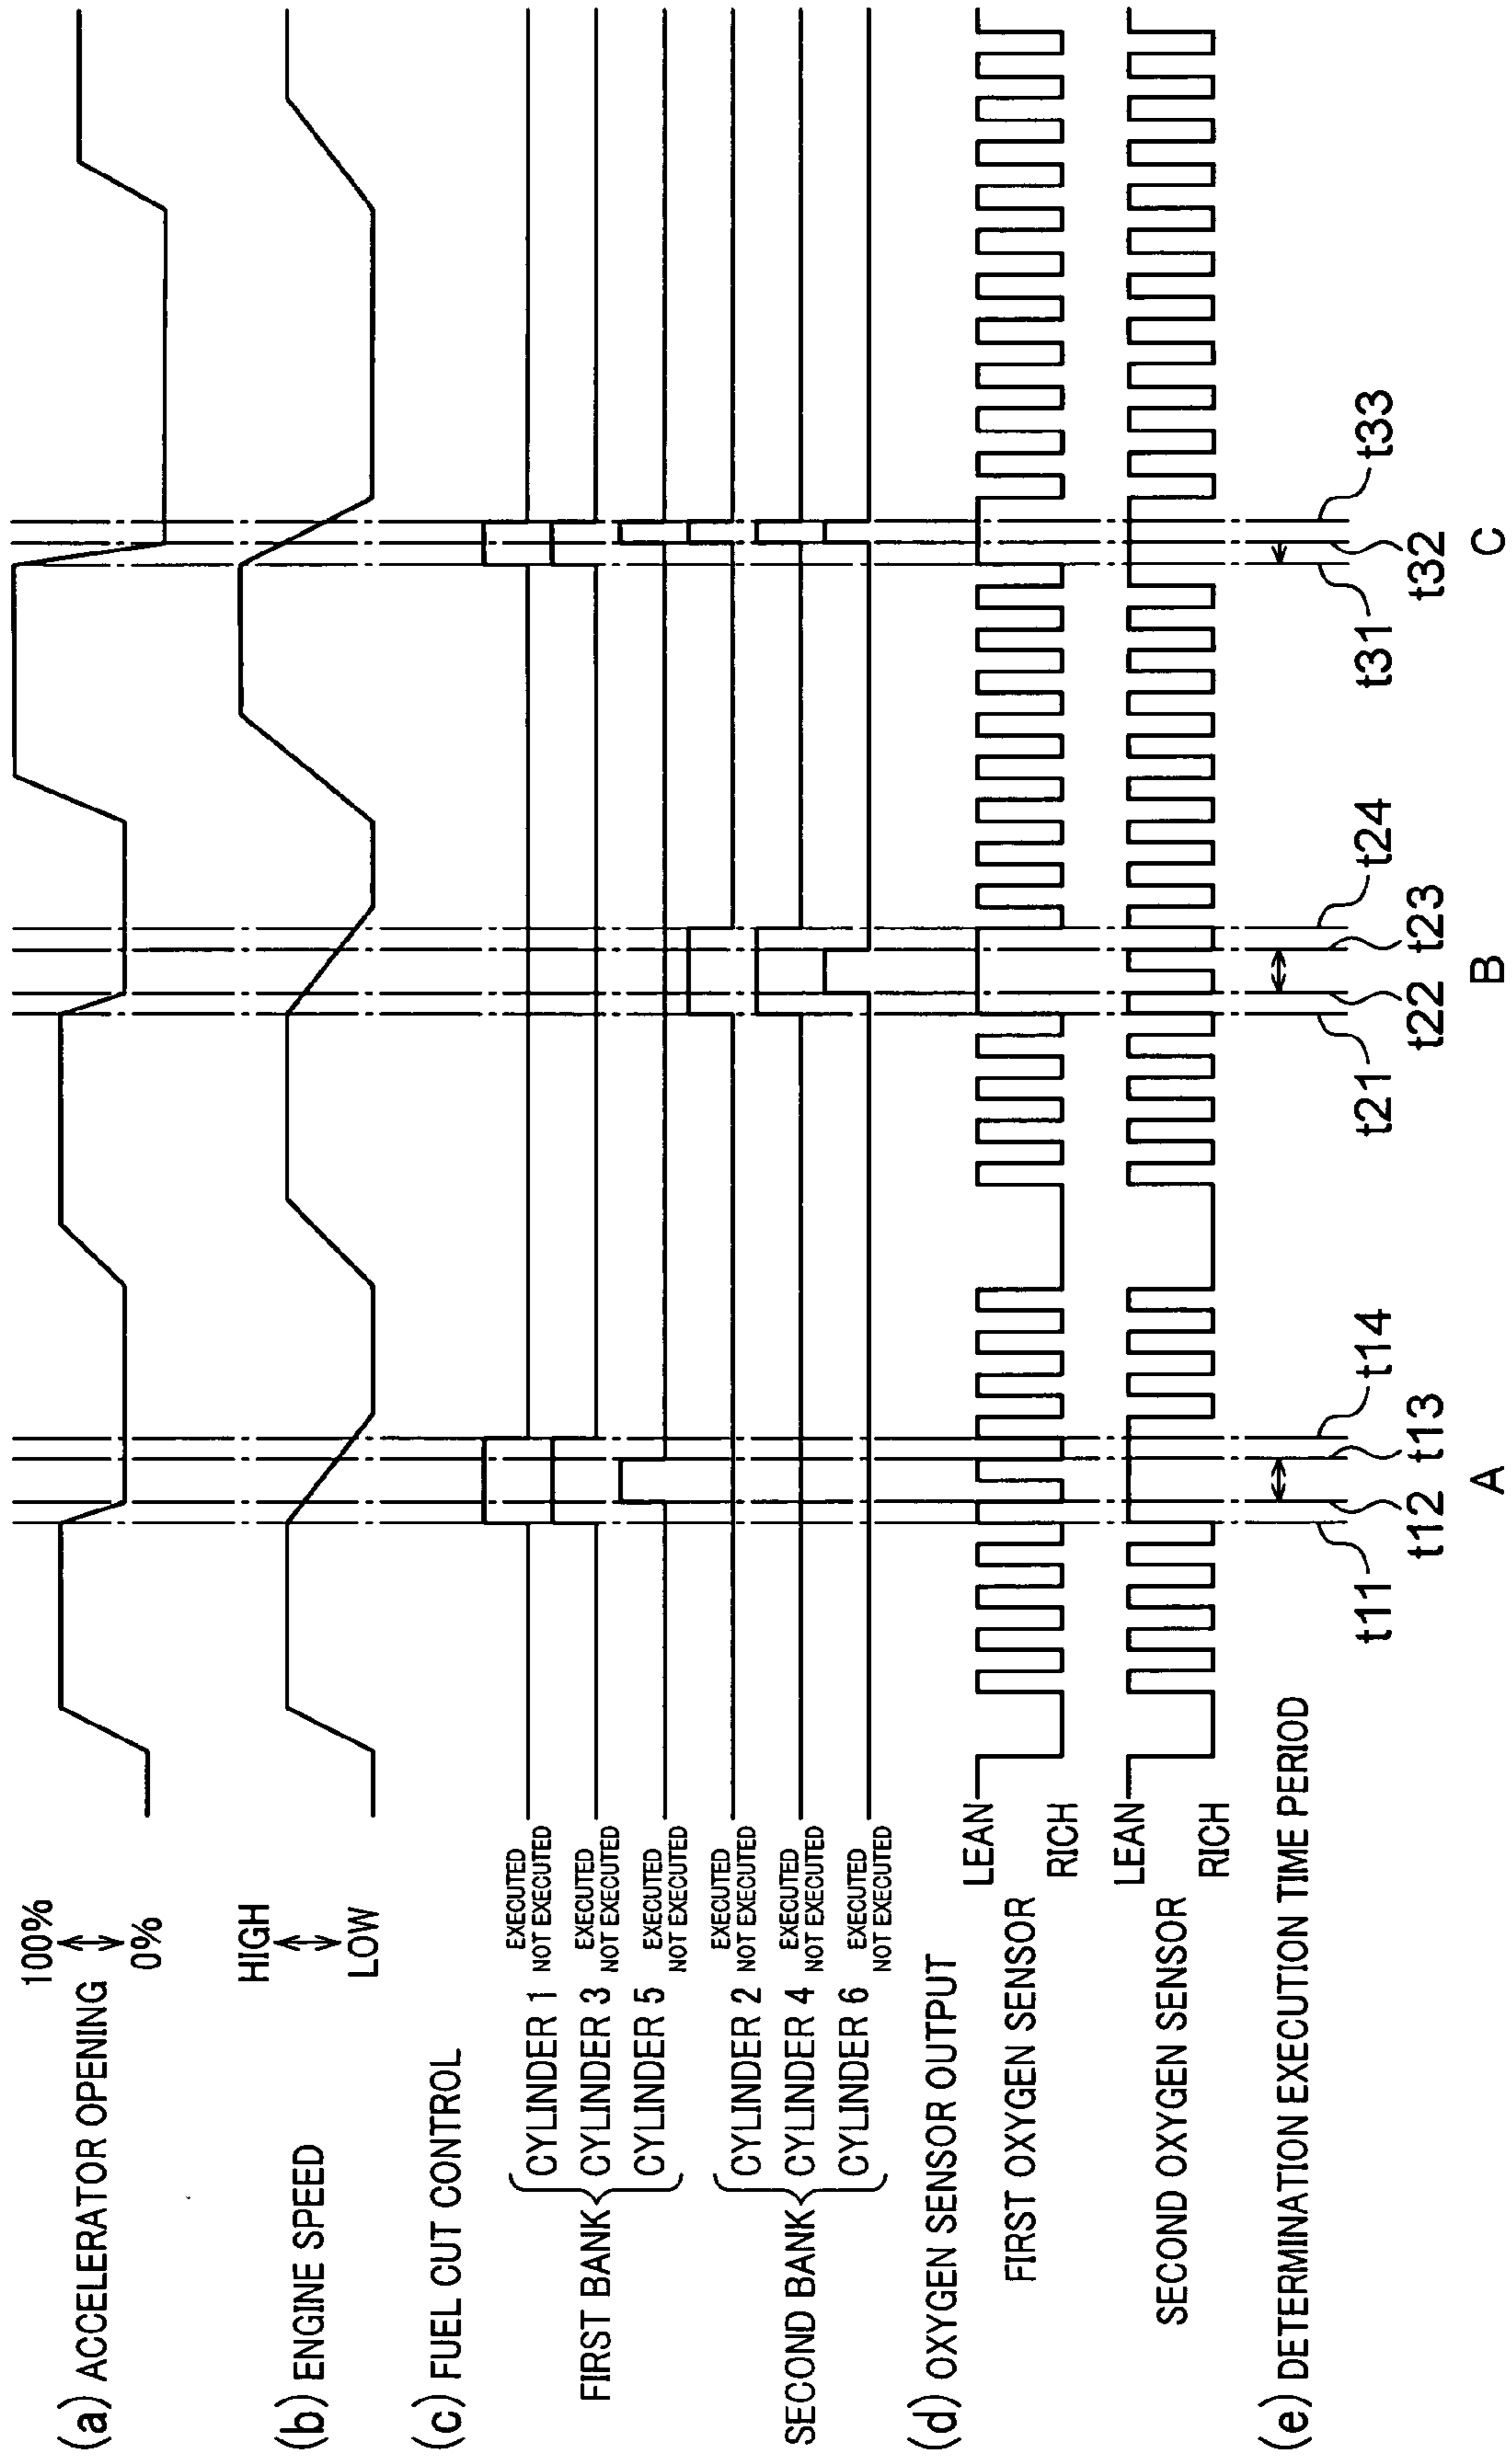 (a) ACCELERATOR OPENING
100%
0%
(b) ENGINE SPEED
HIGH
LOW
(c) FUEL CUT CONTROL
FIRST BANK
CYLINDER 1
EXECUTED
NOT EXECUTED
CYLINDER 3
EXECUTED
NOT EXECUTED
CYLINDER 5
EXECUTED
NOT EXECUTED
SECOND BANK
CYLINDER 2
EXECUTED
NOT EXECUTED
CYLINDER 4
EXECUTED
NOT EXECUTED
CYLINDER 6
EXECUTED
NOT EXECUTED
(d) OXYGEN SENSOR OUTPUT
FIRST OXYGEN SENSOR
LEAN
RICH
SECOND OXYGEN SENSOR
LEAN
RICH
(e) DETERMINATION EXECUTION TIME PERIOD
t11
t12
t13
t14
t21
t22
t23
t24
t31
t32
t33
A
B
C